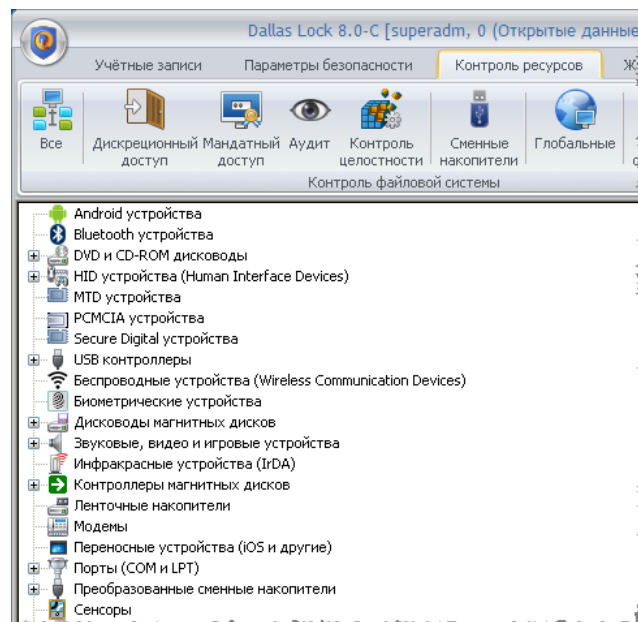 Dallas Lock 8.0-C [superadm, 0 (Открытые данные
Учётные записи Параметры безопасности Контроль ресурсов Ж
Все Дискреционный доступ Мандатный доступ Аудит Контроль целостности Сменные накопители Глобальные
Контроль файловой системы
Android устройства
Bluetooth устройства
DVD и CD-ROM дисководы
HID устройства (Human Interface Devices)
MTD устройства
PCMCIA устройства
Secure Digital устройства
USB контроллеры
Беспроводные устройства (Wireless Communication Devices)
Биометрические устройства
Дисководы магнитных дисков
Звуковые, видео и игровые устройства
Инфракрасные устройства (IrDA)
Контроллеры магнитных дисков
Ленточные накопители
Модемы
Переносные устройства (iOS и другие)
Порты (COM и LPT)
Преобразованные сменные накопители
Сенсоры